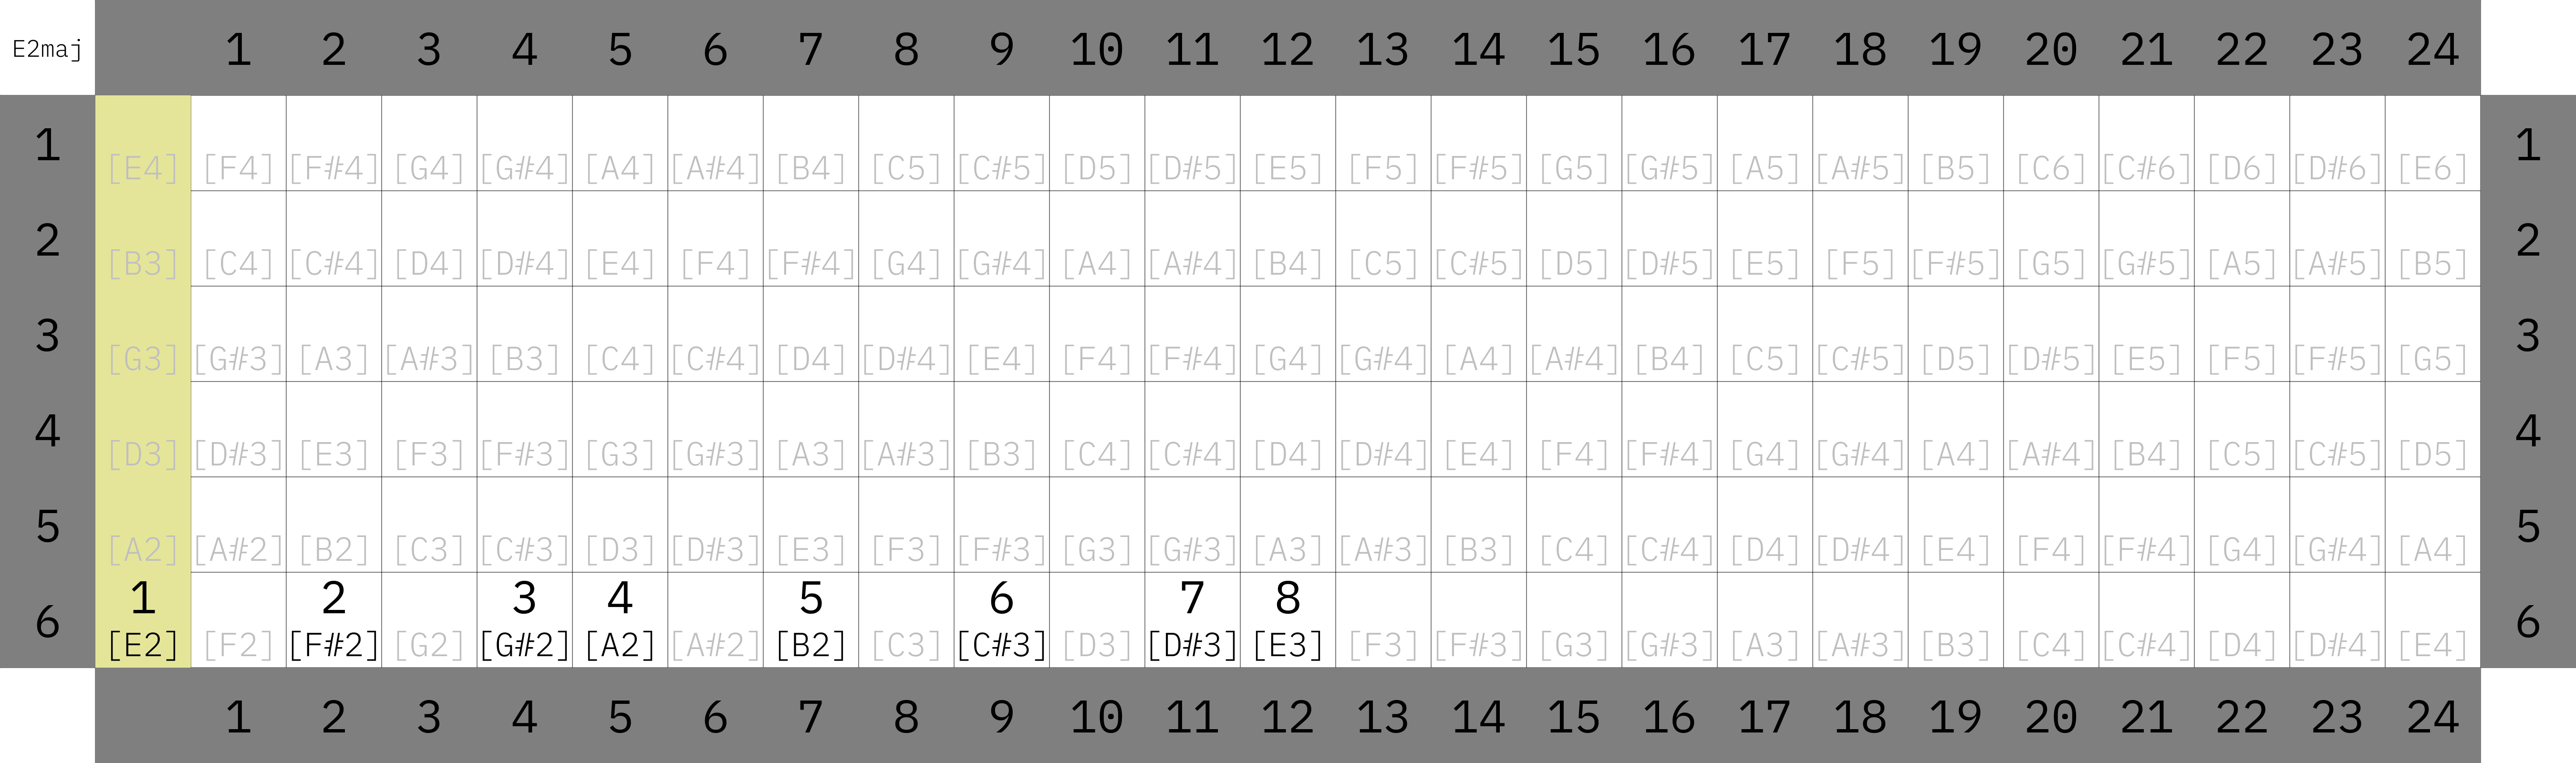 E2maj 1 2 3 4 5 6 7 8 9 10 11 12 13 14 15 16 17 18 19 20 21 22 23 24
1 [E4] [F4] [F#4] [G4] [G#4] [A4] [A#4] [B4] [C5] [C#5] [D5] [D#5] [E5] [F5] [F#5] [G5] [G#5] [A5] [A#5] [B5] [C6] [C#6] [D6] [D#6] [E6] 1
2 [B3] [C4] [C#4] [D4] [D#4] [E4] [F4] [F#4] [G4] [G#4] [A4] [A#4] [B4] [C5] [C#5] [D5] [D#5] [E5] [F5] [F#5] [G5] [G#5] [A5] [A#5] [B5] 2
3 [G3] [G#3] [A3] [A#3] [B3] [C4] [C#4] [D4] [D#4] [E4] [F4] [F#4] [G4] [G#4] [A4] [A#4] [B4] [C5] [C#5] [D5] [D#5] [E5] [F5] [F#5] [G5] 3
4 [D3] [D#3] [E3] [F3] [F#3] [G3] [G#3] [A3] [A#3] [B3] [C4] [C#4] [D4] [D#4] [E4] [F4] [F#4] [G4] [G#4] [A4] [A#4] [B4] [C5] [C#5] [D5] 4
5 [A2] [A#2] [B2] [C3] [C#3] [D3] [D#3] [E3] [F3] [F#3] [G3] [G#3] [A3] [A#3] [B3] [C4] [C#4] [D4] [D#4] [E4] [F4] [F#4] [G4] [G#4] [A4] 5
1 2 3 4 5 6 7 8
6 [E2] [F2] [F#2] [G2] [G#2] [A2] [A#2] [B2] [C3] [C#3] [D3] [D#3] [E3] [F3] [F#3] [G3] [G#3] [A3] [A#3] [B3] [C4] [C#4] [D4] [D#4] [E4] 6
1 2 3 4 5 6 7 8 9 10 11 12 13 14 15 16 17 18 19 20 21 22 23 24